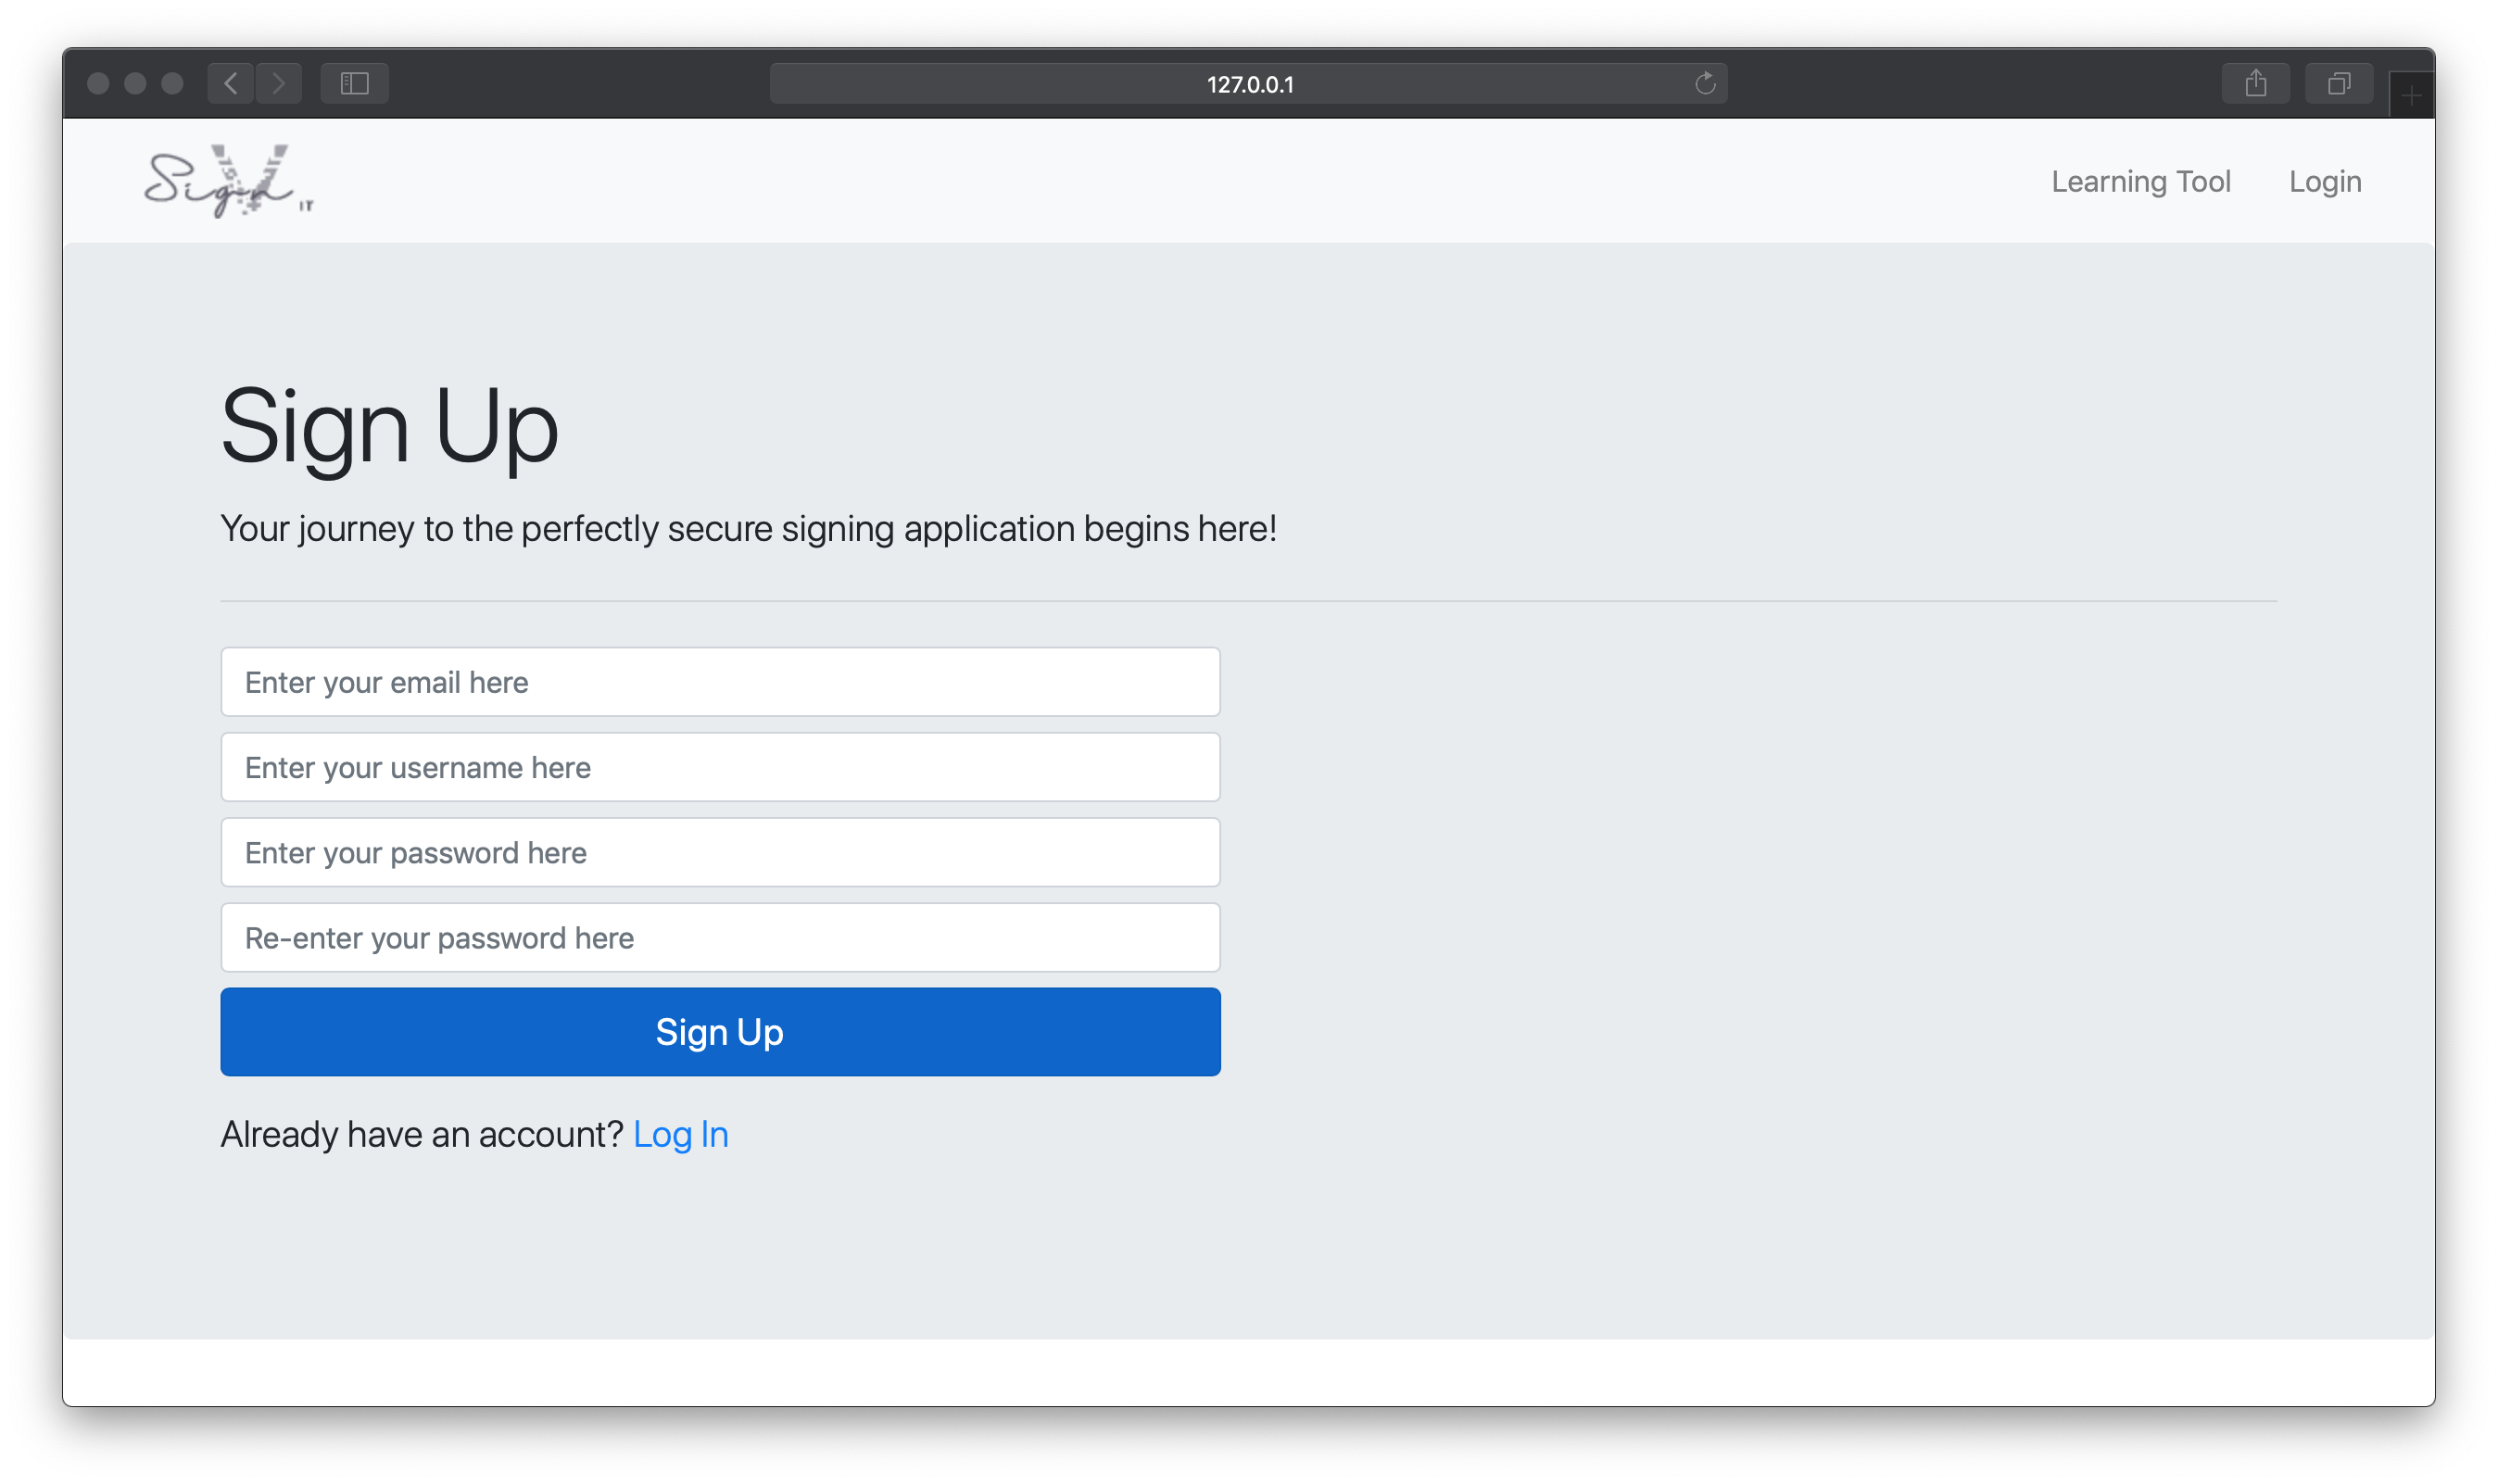 127.0.0.1
Sign IT
Learning Tool
Login
Sign Up
Your journey to the perfectly secure signing application begins here!
Enter your email here
Enter your username here
Enter your password here
Re-enter your password here
Sign Up
Already have an account? Log In